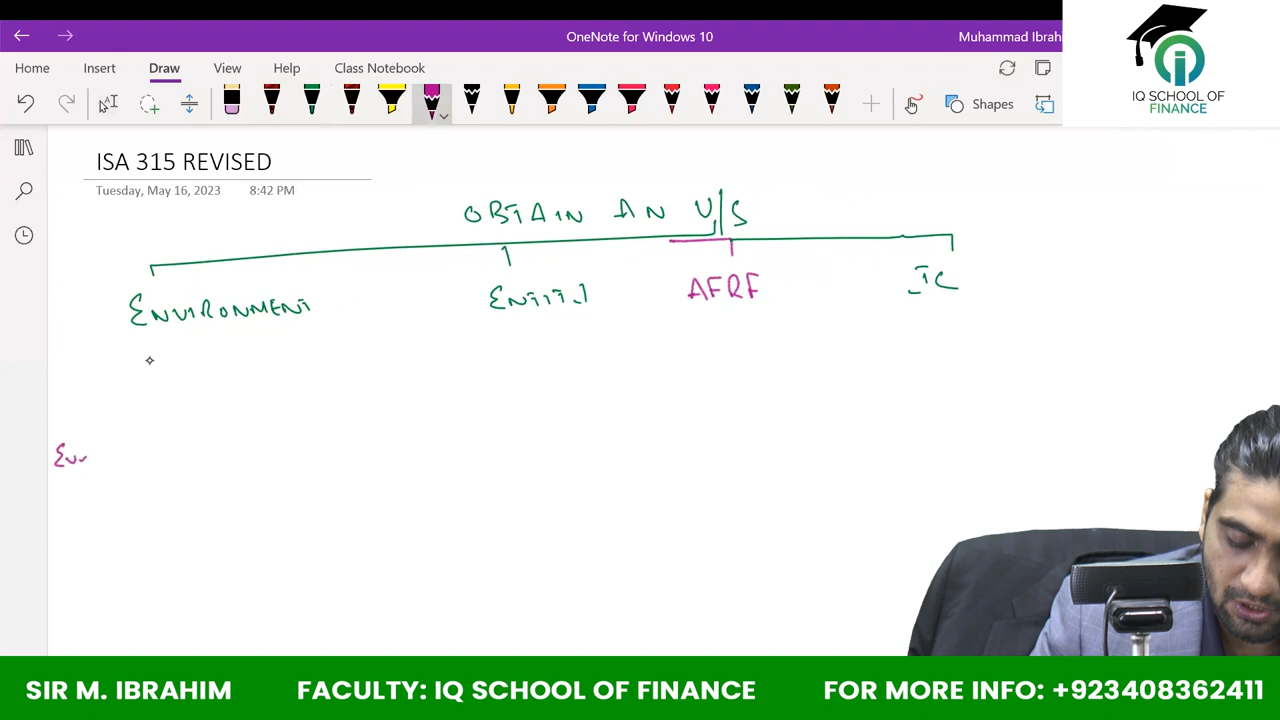 OneNote for Windows 10
Muhammad Ibrah
Home Insert Draw View Help Class Notebook
Shapes
IQ SCHOOL OF
FINANCE
ISA 315 REVISED
Tuesday, May 16, 2023 8:42 PM
OBTAIN AN U/S
ENVIRONMENT ENTITY AFRF IC
SIR M. IBRAHIM FACULTY: IQ SCHOOL OF FINANCE FOR MORE INFO: +923408362411